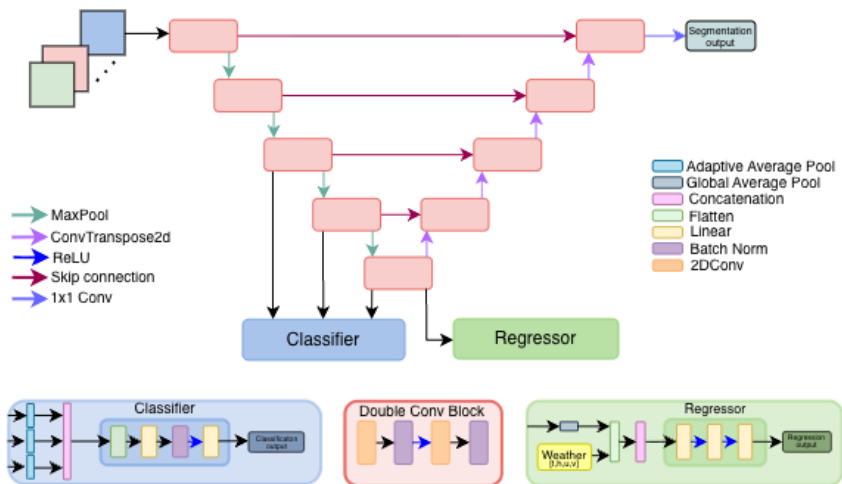 Segmentation
output
Adaptive Average Pool
Global Average Pool
Concatenation
Flatten
Linear
Batch Norm
2DConv
MaxPool
ConvTranspose2d
ReLU
Skip connection
1x1 Conv
Classifier
Regressor
Classifier
Classification
output
Double Conv Block
Regressor
Weather
[t,h,u,v]
Regression
output